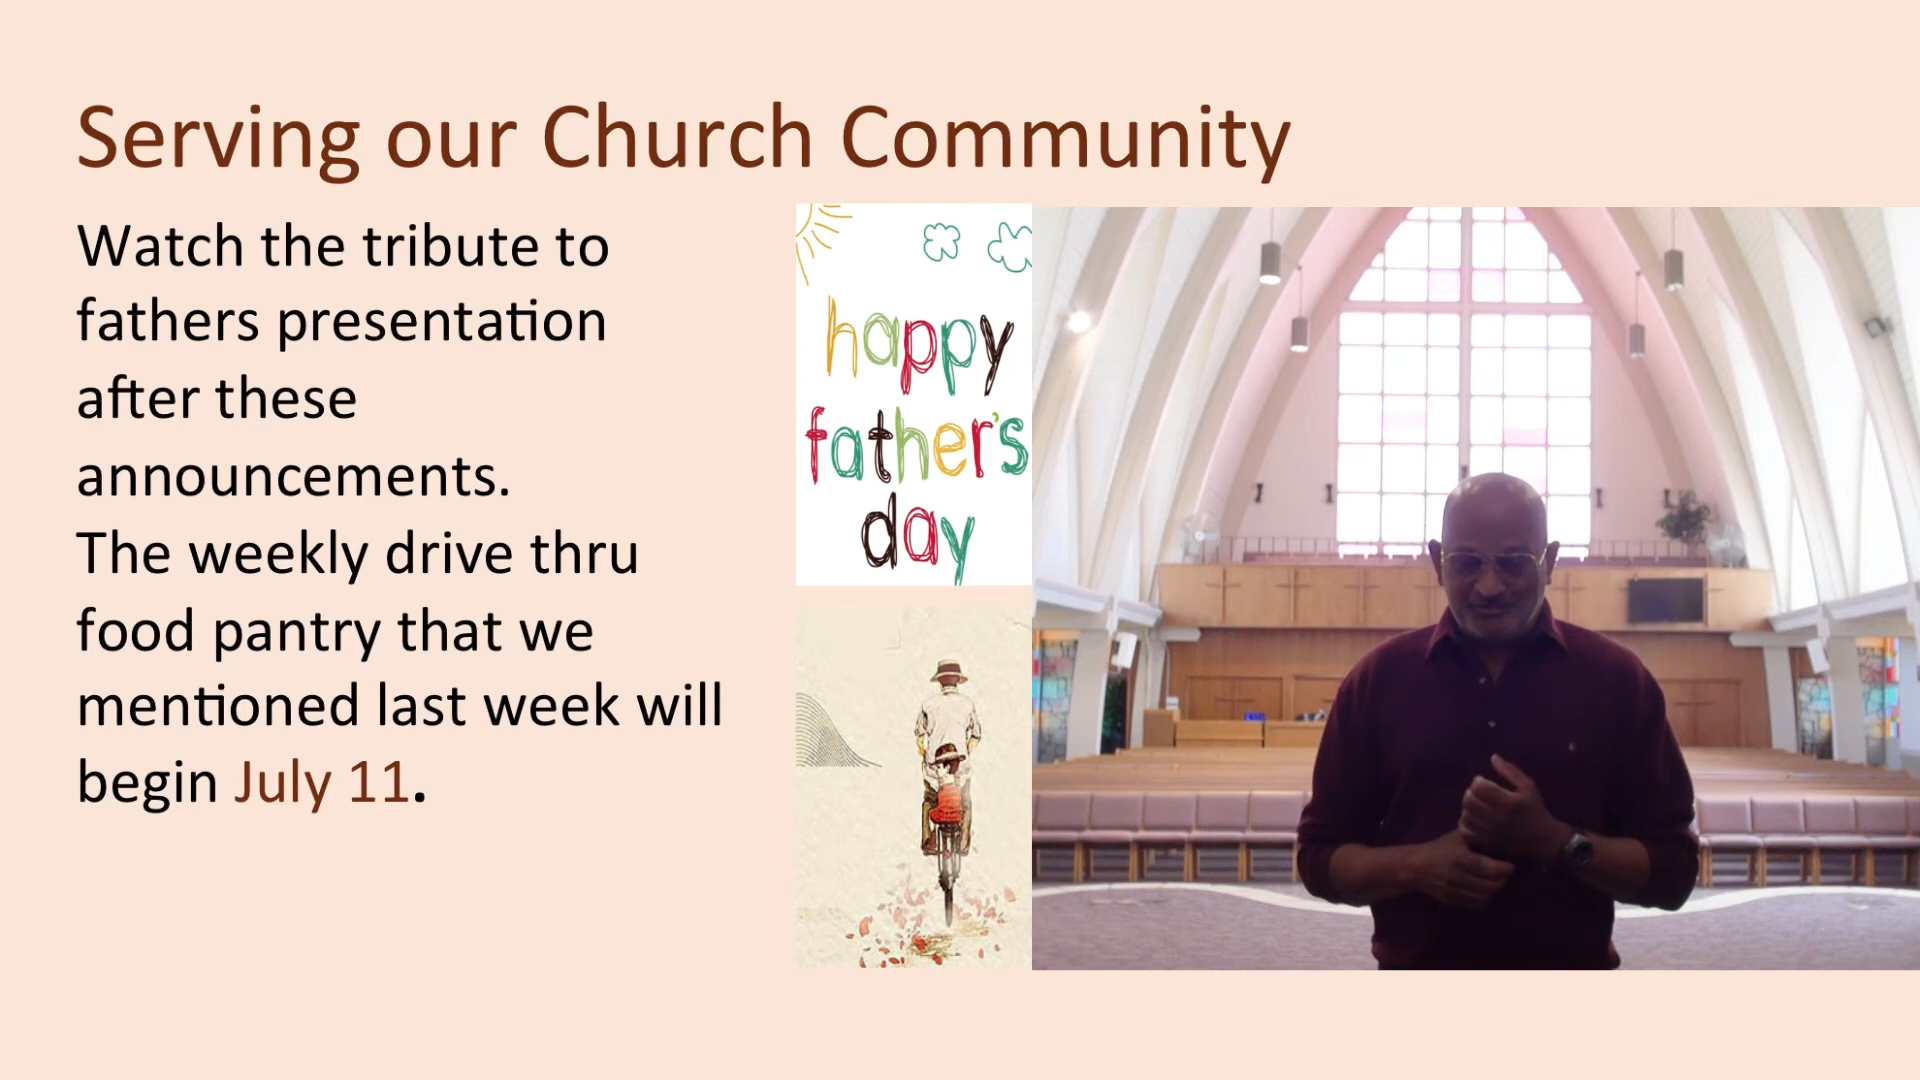 Serving our Church Community
Watch the tribute to
fathers presentation
after these
announcements.
The weekly drive thru
food pantry that we
mentioned last week will
begin July 11.
happy
father's
day